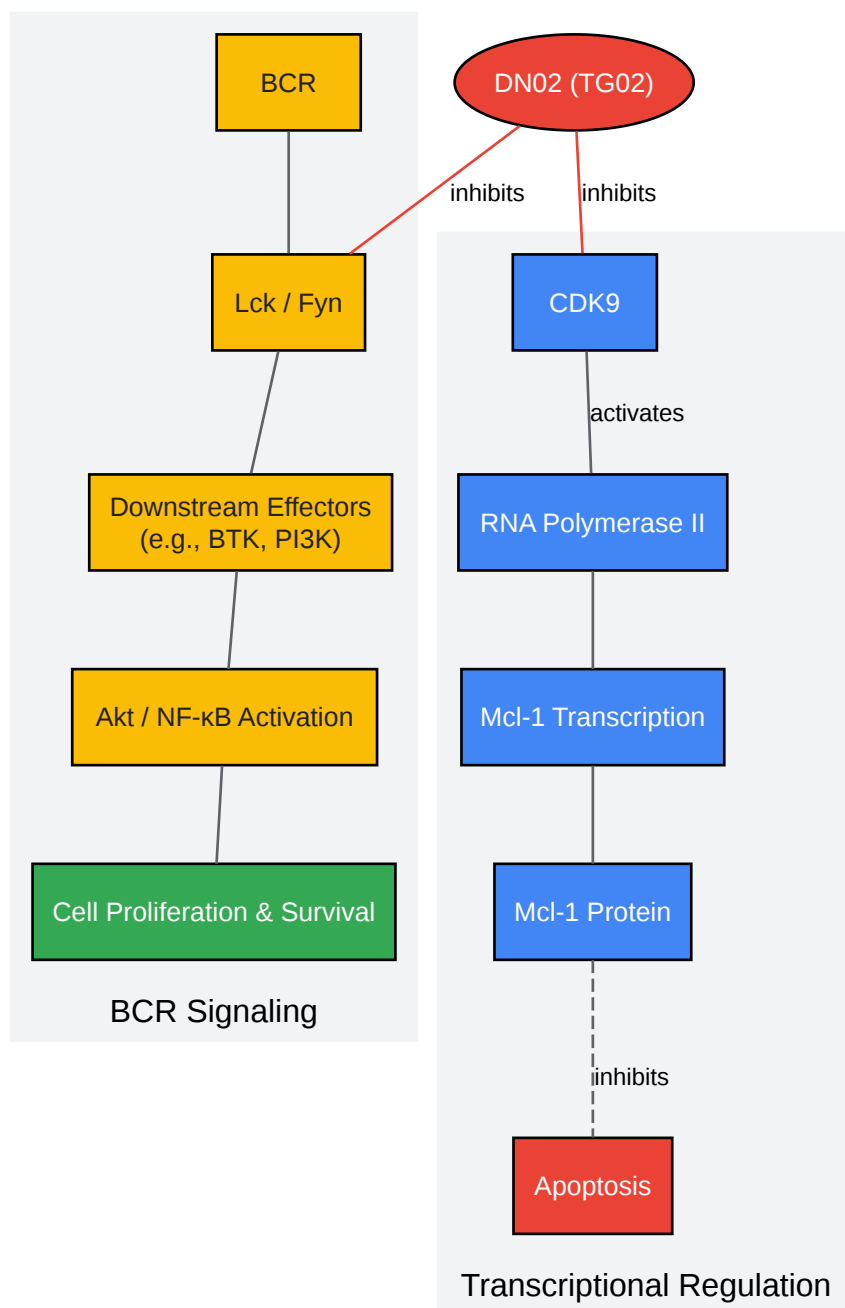 BCR
DN02 (TG02)
inhibits
inhibits
Lck / Fyn
CDK9
activates
Downstream Effectors
(e.g., BTK, PI3K)
RNA Polymerase II
Akt / NF-κB Activation
Mcl-1 Transcription
Cell Proliferation & Survival
Mcl-1 Protein
BCR Signaling
inhibits
Apoptosis
Transcriptional Regulation